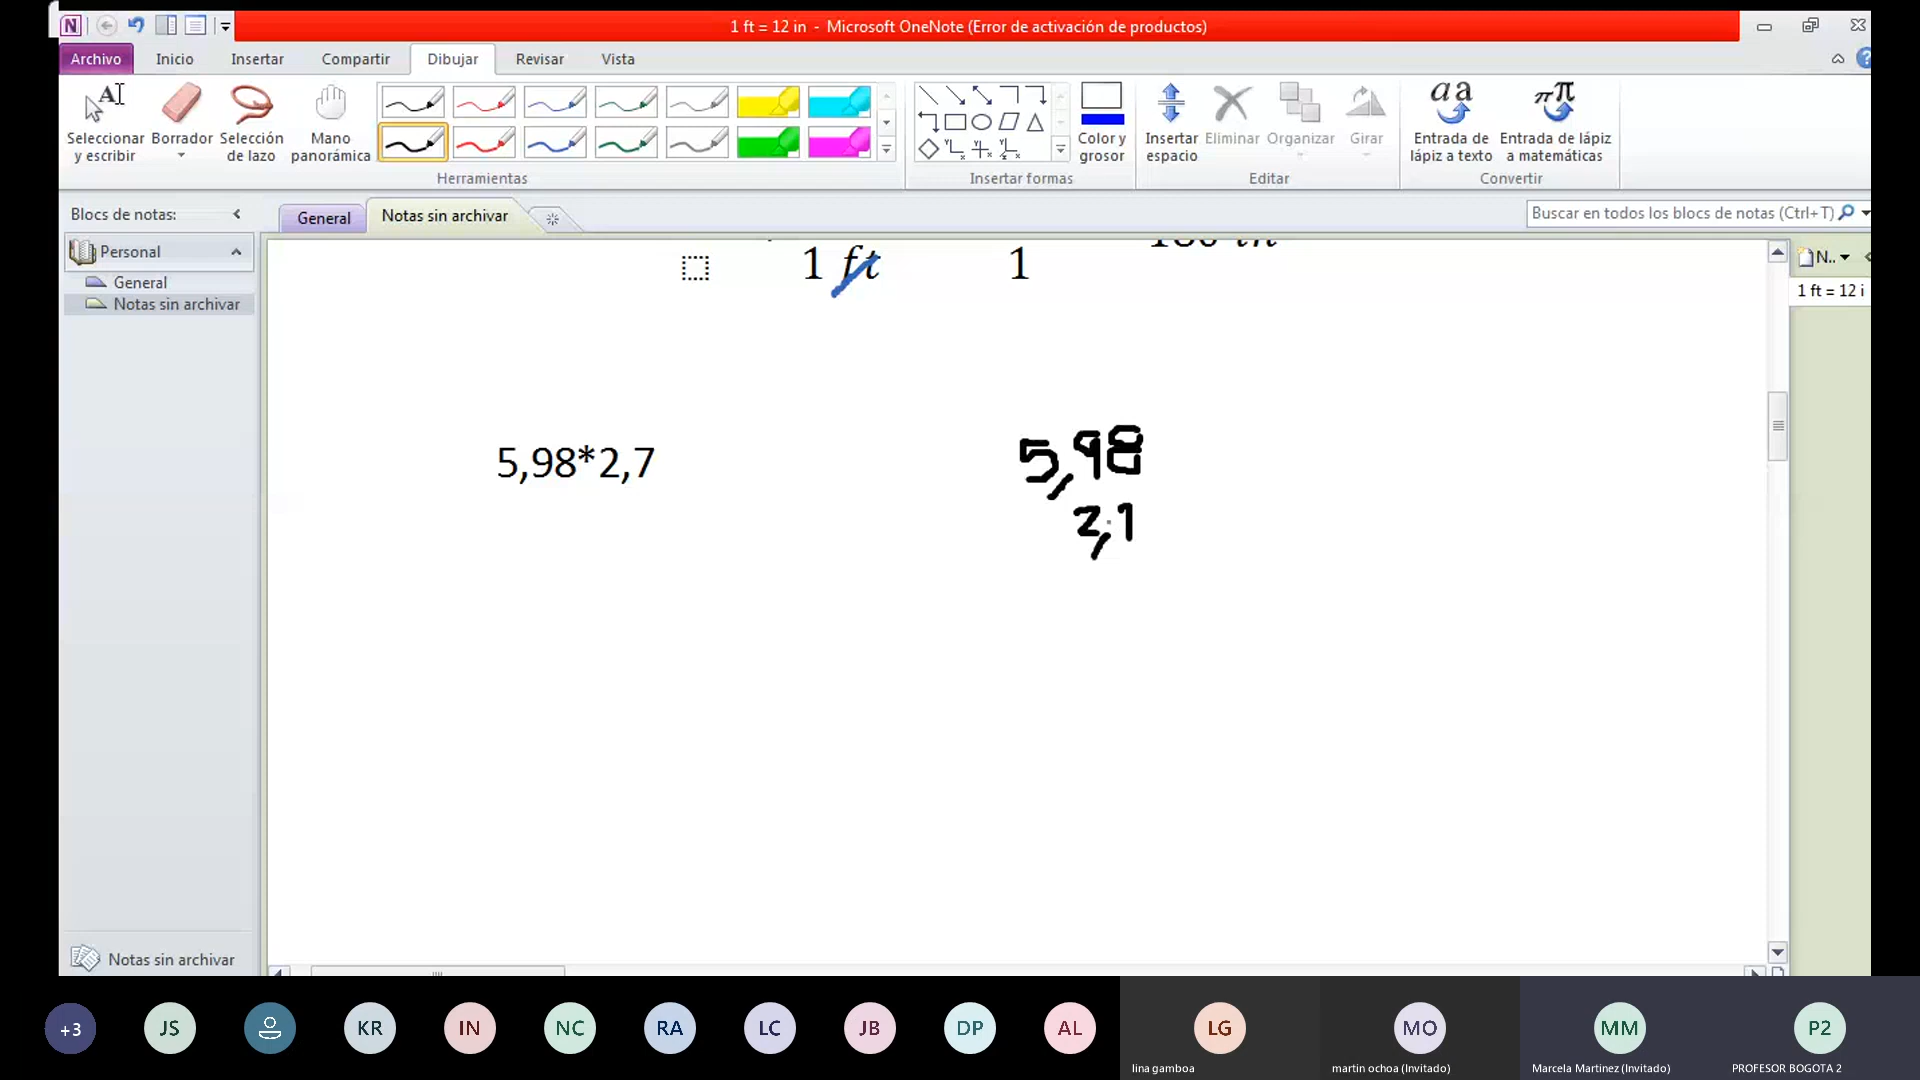 1 ft = 12 in - Microsoft OneNote (Error de activación de productos)
Archivo Inicio Insertar Compartir Dibujar Revisar Vista
Seleccionar y escribir
Borrador
Selección de lazo
Mano panorámica
Color y grosor
Insertar espacio
Eliminar
Organizar
Girar
Entrada de lápiz a texto
Entrada de lápiz a matemáticas
Herramientas
Insertar formas
Editar
Convertir
Blocs de notas:
General
Notas sin archivar
Buscar en todos los blocs de notas (Ctrl+T)
Personal
General
Notas sin archivar
N..
1 ft = 12 i
1 ft
1
5,98*2,7
5,98
2,1
Notas sin archivar
+3 JS KR IN NC RA LC JB DP AL LG MO MM P2
lina gamboa
martin ochoa (Invitado)
Marcela Martinez (Invitado)
PROFESOR BOGOTA 2